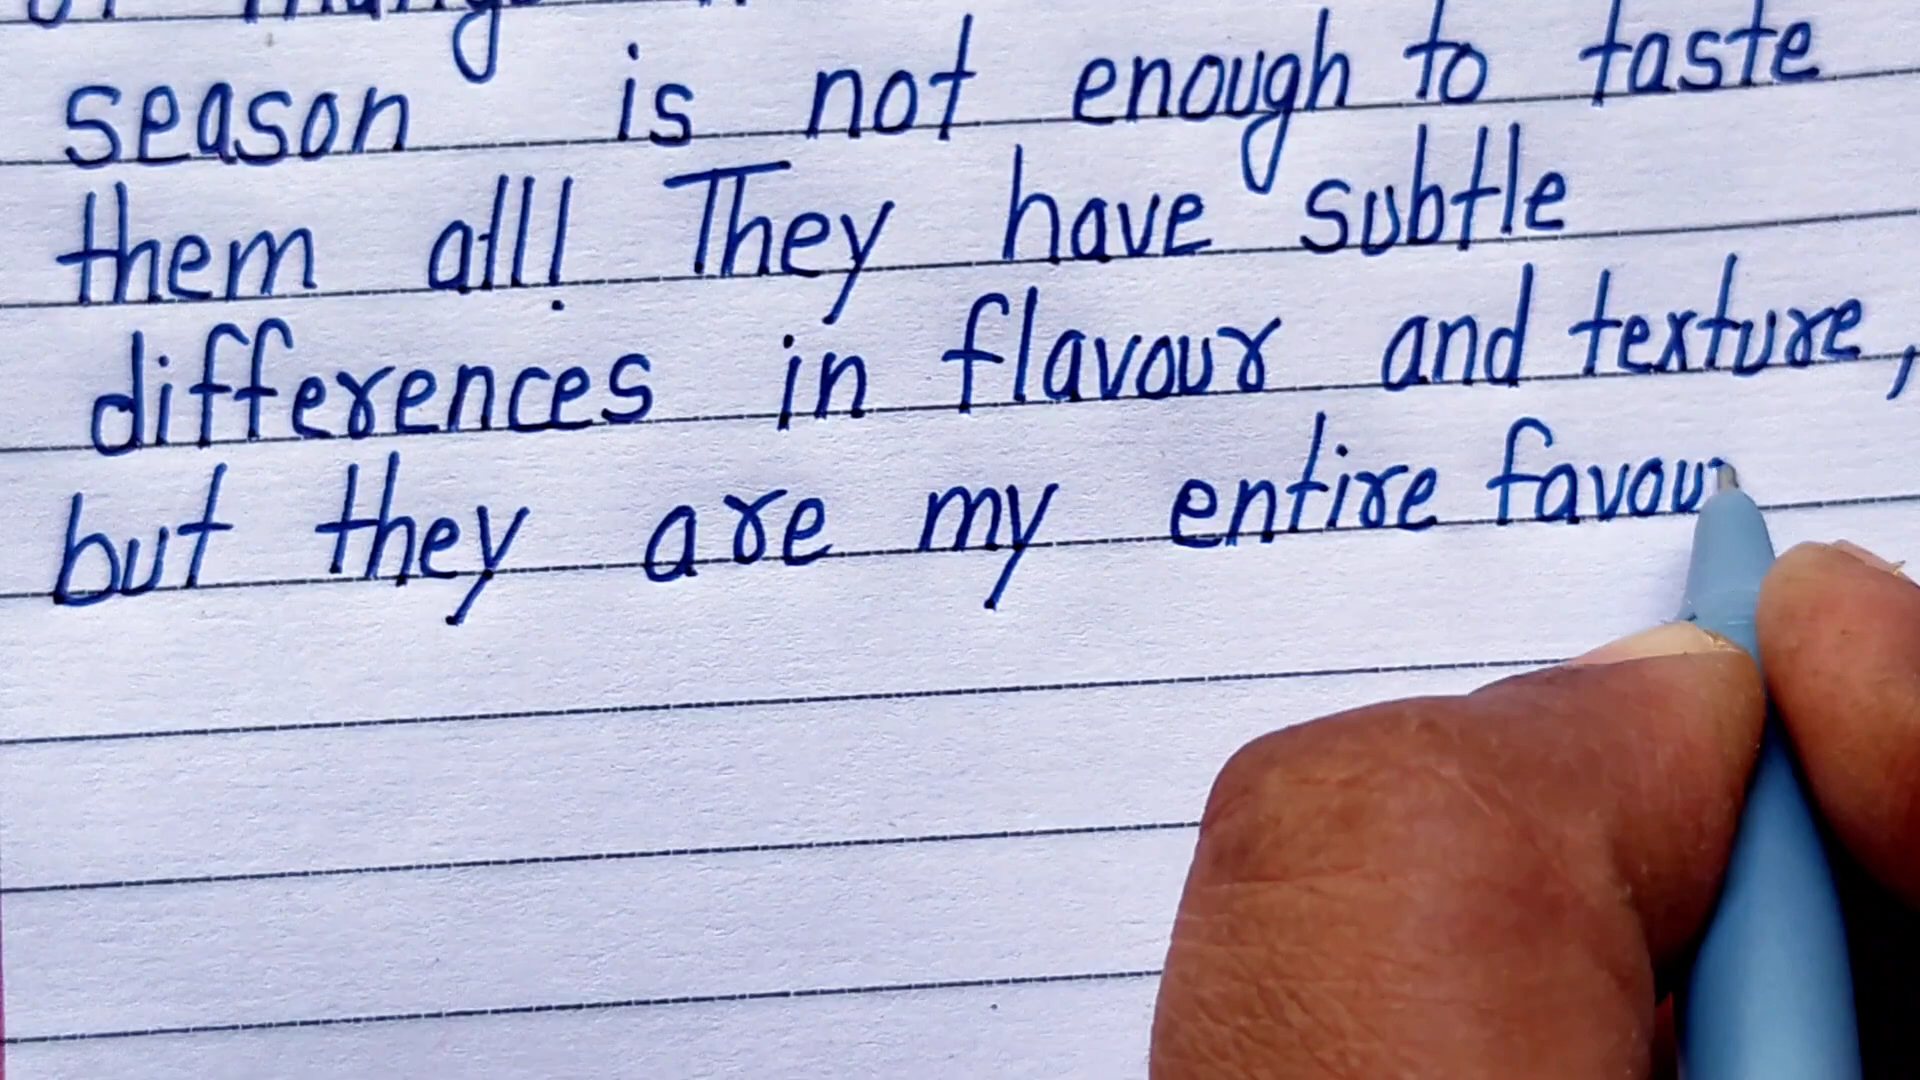 season is not enough to taste
them all! They have subtle
differences in flavour and texture,
but they are my entire favou